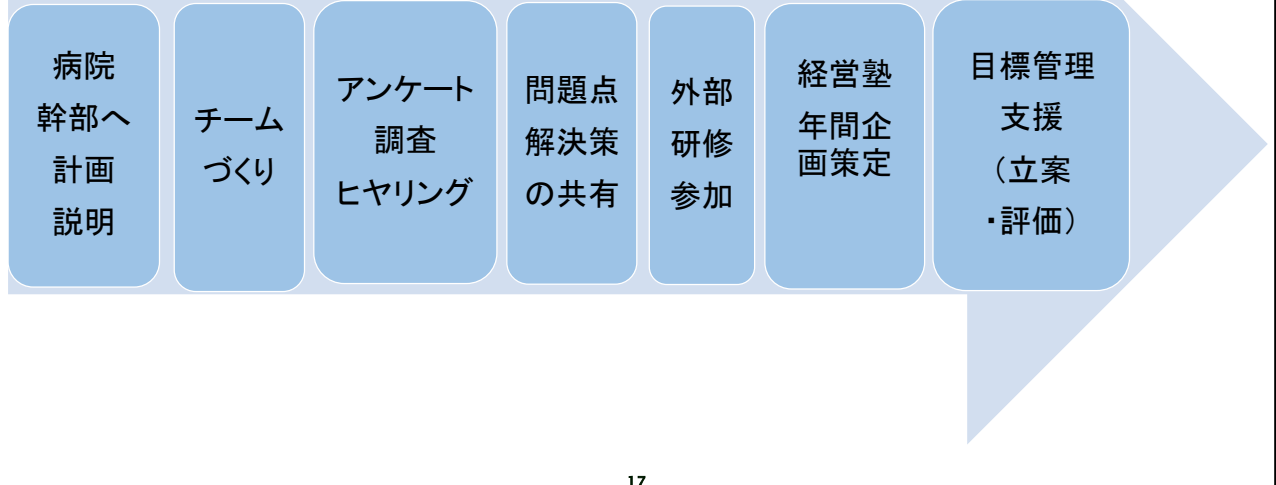 病院
幹部へ
計画
説明
チーム
づくり
アンケート
調査
ヒヤリング
問題点
解決策
の共有
外部
研修
参加
経営塾
年間企
画策定
目標管理
支援
（立案
・評価）
17